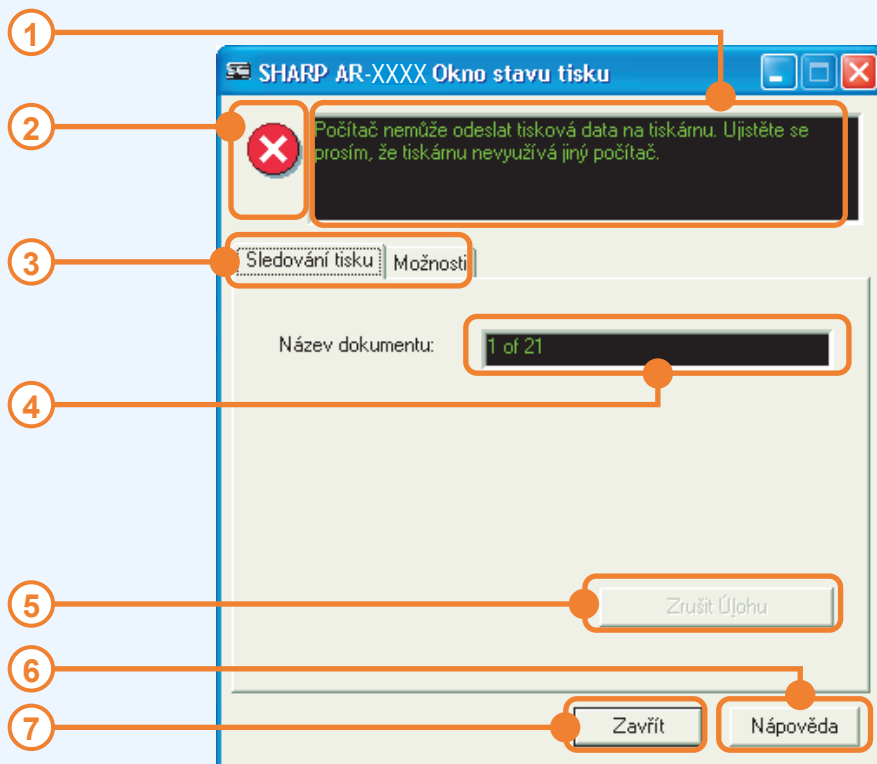 1
SHARP AR-XXXX Okno stavu tisku
2
Počítač nemůže odeslat tisková data na tiskárnu. Ujistěte se
prosím, že tiskárnu nevyužívá jiný počítač.
3
Sledování tisku Možnosti
Název dokumentu: 1 of 21
4
5
Zrušit Úlohu
6
7
Zavřít Nápověda